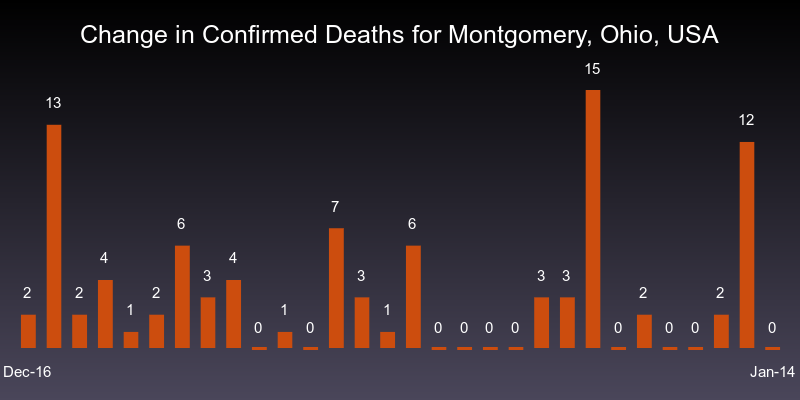 Change in Confirmed Deaths for Montgomery, Ohio, USA
2 13 2 4 1 2 6 3 4 0 1 0 7 3 1 6 0 0 0 0 3 3 15 0 2 0 0 2 12 0
Dec-16 Jan-14